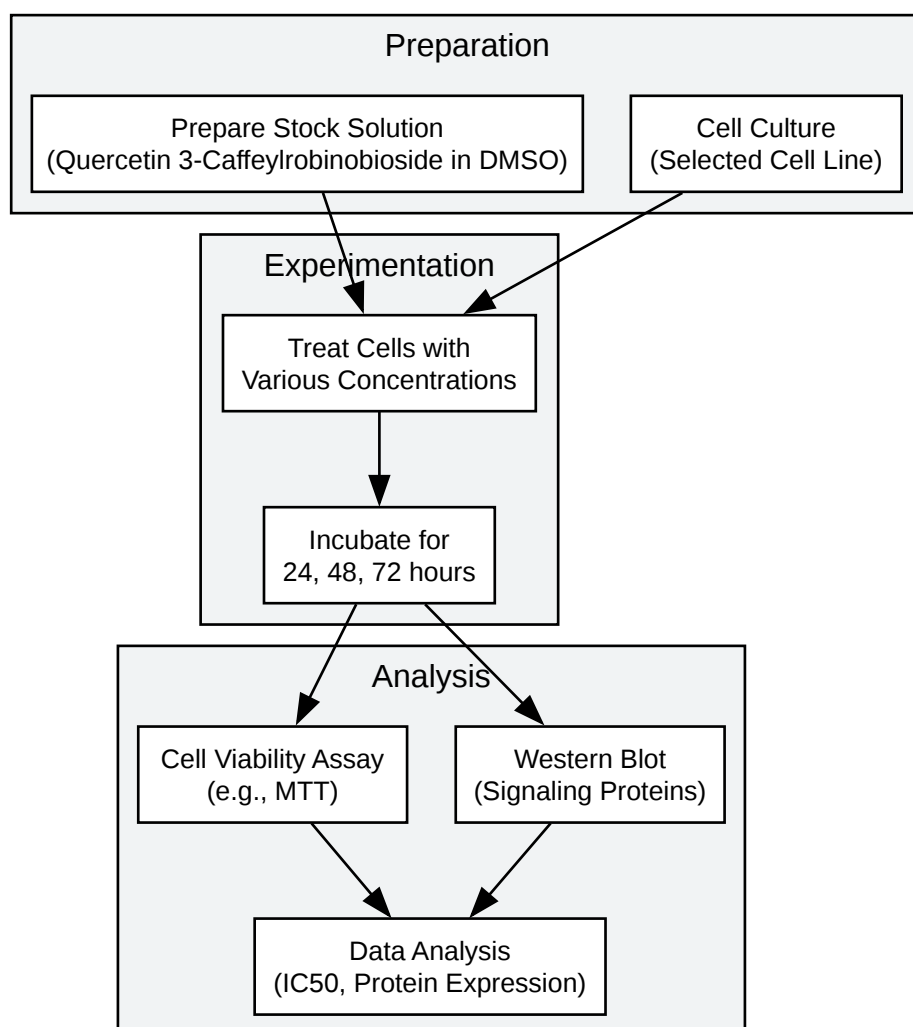 Preparation
Prepare Stock Solution
(Quercetin 3-Caffeylrobinobioside in DMSO)
Cell Culture
(Selected Cell Line)
Experimentation
Treat Cells with
Various Concentrations
Incubate for
24, 48, 72 hours
Analysis
Cell Viability Assay
(e.g., MTT)
Western Blot
(Signaling Proteins)
Data Analysis
(IC50, Protein Expression)